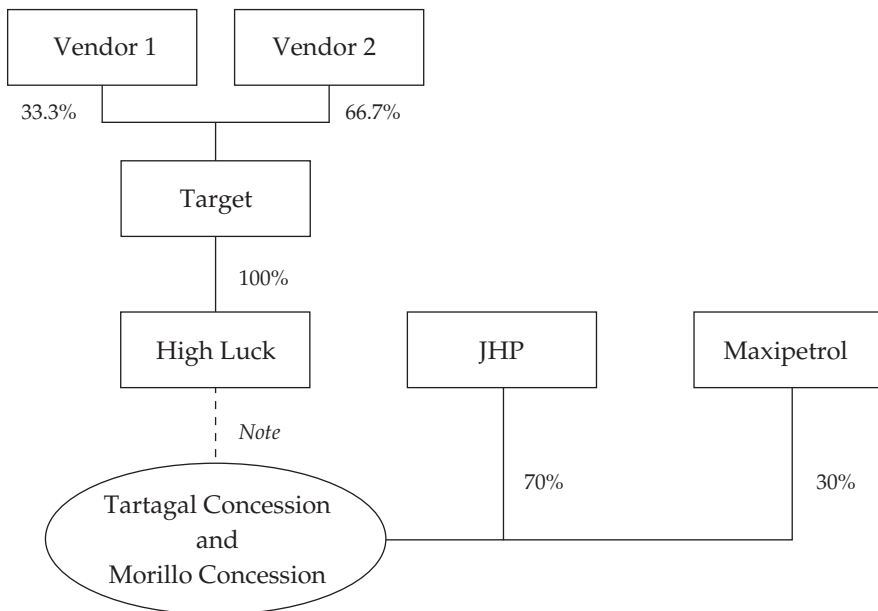 Vendor 1
Vendor 2
33.3%
66.7%
Target
100%
High Luck
JHP
Maxipetrol
Note
70%
30%
Tartagal Concession
and
Morillo Concession